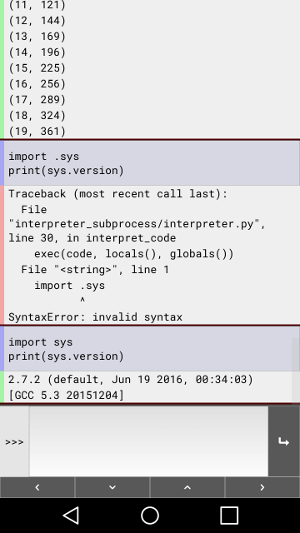 (11, 121)
(12, 144)
(13, 169)
(14, 196)
(15, 225)
(16, 256)
(17, 289)
(18, 324)
(19, 361)
import .sys
print(sys.version)
Traceback (most recent call last):
  File
"interpreter_subprocess/interpreter.py",
line 30, in interpret_code
    exec(code, locals(), globals())
  File "<string>", line 1
    import .sys
           ^
SyntaxError: invalid syntax
import sys
print(sys.version)
2.7.2 (default, Jun 19 2016, 00:34:03)
[GCC 5.3 20151204]
>>>